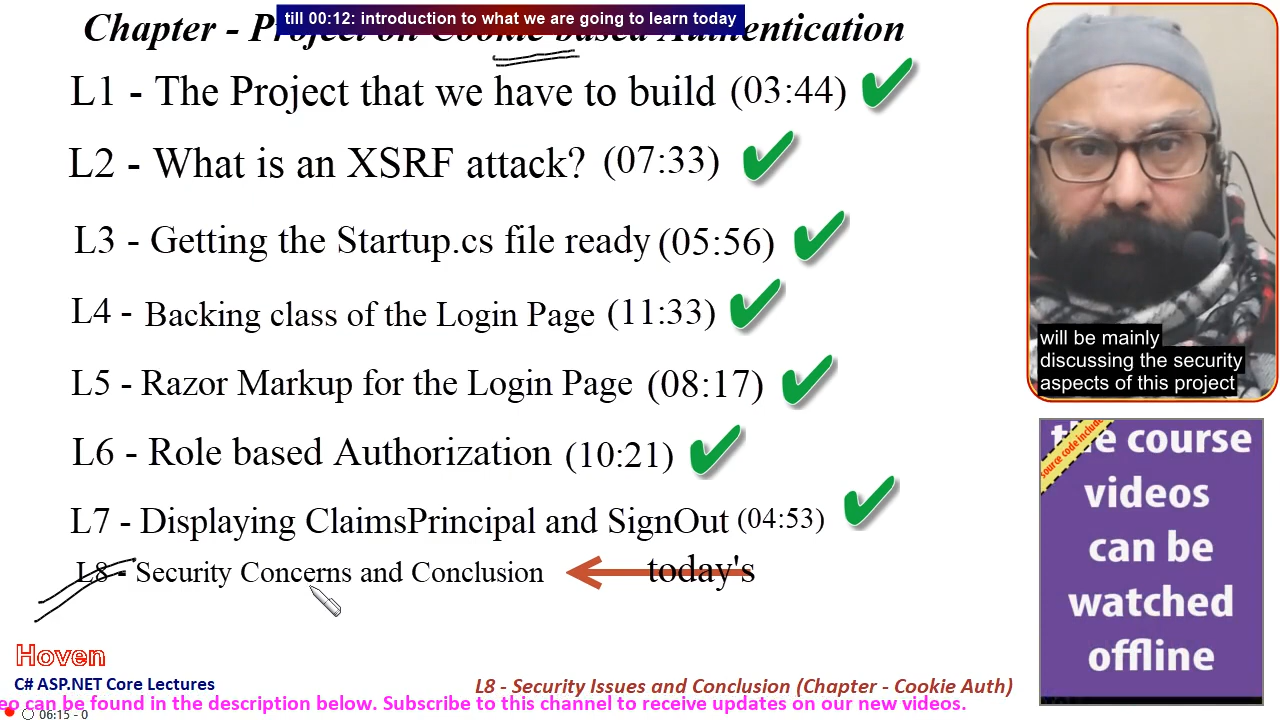 till 00:12: introduction to what we are going to learn today
Chapter - Project on Cookie based Authentication
L1 - The Project that we have to build (03:44)
L2 - What is an XSRF attack? (07:33)
L3 - Getting the Startup.cs file ready (05:56)
L4 - Backing class of the Login Page (11:33)
L5 - Razor Markup for the Login Page (08:17)
L6 - Role based Authorization (10:21)
L7 - Displaying ClaimsPrincipal and SignOut (04:53)
L8 - Security Concerns and Conclusion today's
will be mainly
discussing the security
aspects of this project
source code include
the course
videos
can be
watched
offline
Hoven
C# ASP.NET Core Lectures
L8 - Security Issues and Conclusion (Chapter - Cookie Auth)
eo can be found in the description below. Subscribe to this channel to receive updates on our new videos.
06:15 - 0